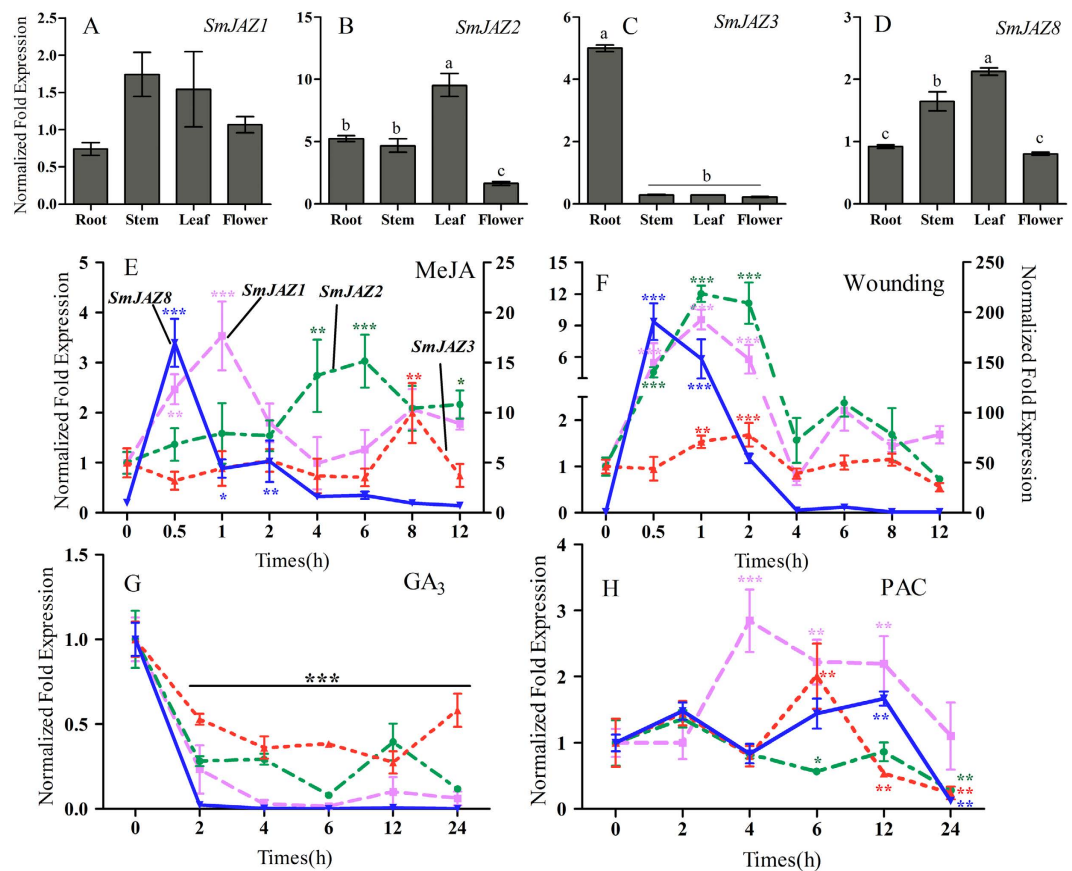 A SmJAZ1
Normalized Fold Expression
2.5
2.0
1.5
1.0
0.5
0.0
Root Stem Leaf Flower
B SmJAZ2
15
10
5
0
b b a c
Root Stem Leaf Flower
C SmJAZ3
6
4
2
0
a b
Root Stem Leaf Flower
D SmJAZ8
3
2
1
0
c b a c
Root Stem Leaf Flower
E MeJA
Normalized Fold Expression
5
4
3
2
1
0
25
20
15
10
5
0
SmJAZ8 SmJAZ1 SmJAZ2 SmJAZ3
*** *** ** *** ** *
**
* **
0 0.5 1 2 4 6 8 12
Times(h)
F Wounding
15
12
9
6
2
1
0
250
200
150
100
50
0
Normalized Fold Expression
*** *** ***
*** *** ***
*** ***
** ***
0 0.5 1 2 4 6 8 12
Times(h)
G GA3
Normalized Fold Expression
1.5
1.0
0.5
0.0
***
0 2 4 6 12 24
Times(h)
H PAC
Normalized Fold Expression
4
3
2
1
0
*** ** **
**
**
* **
**
**
**
0 2 4 6 12 24
Times(h)